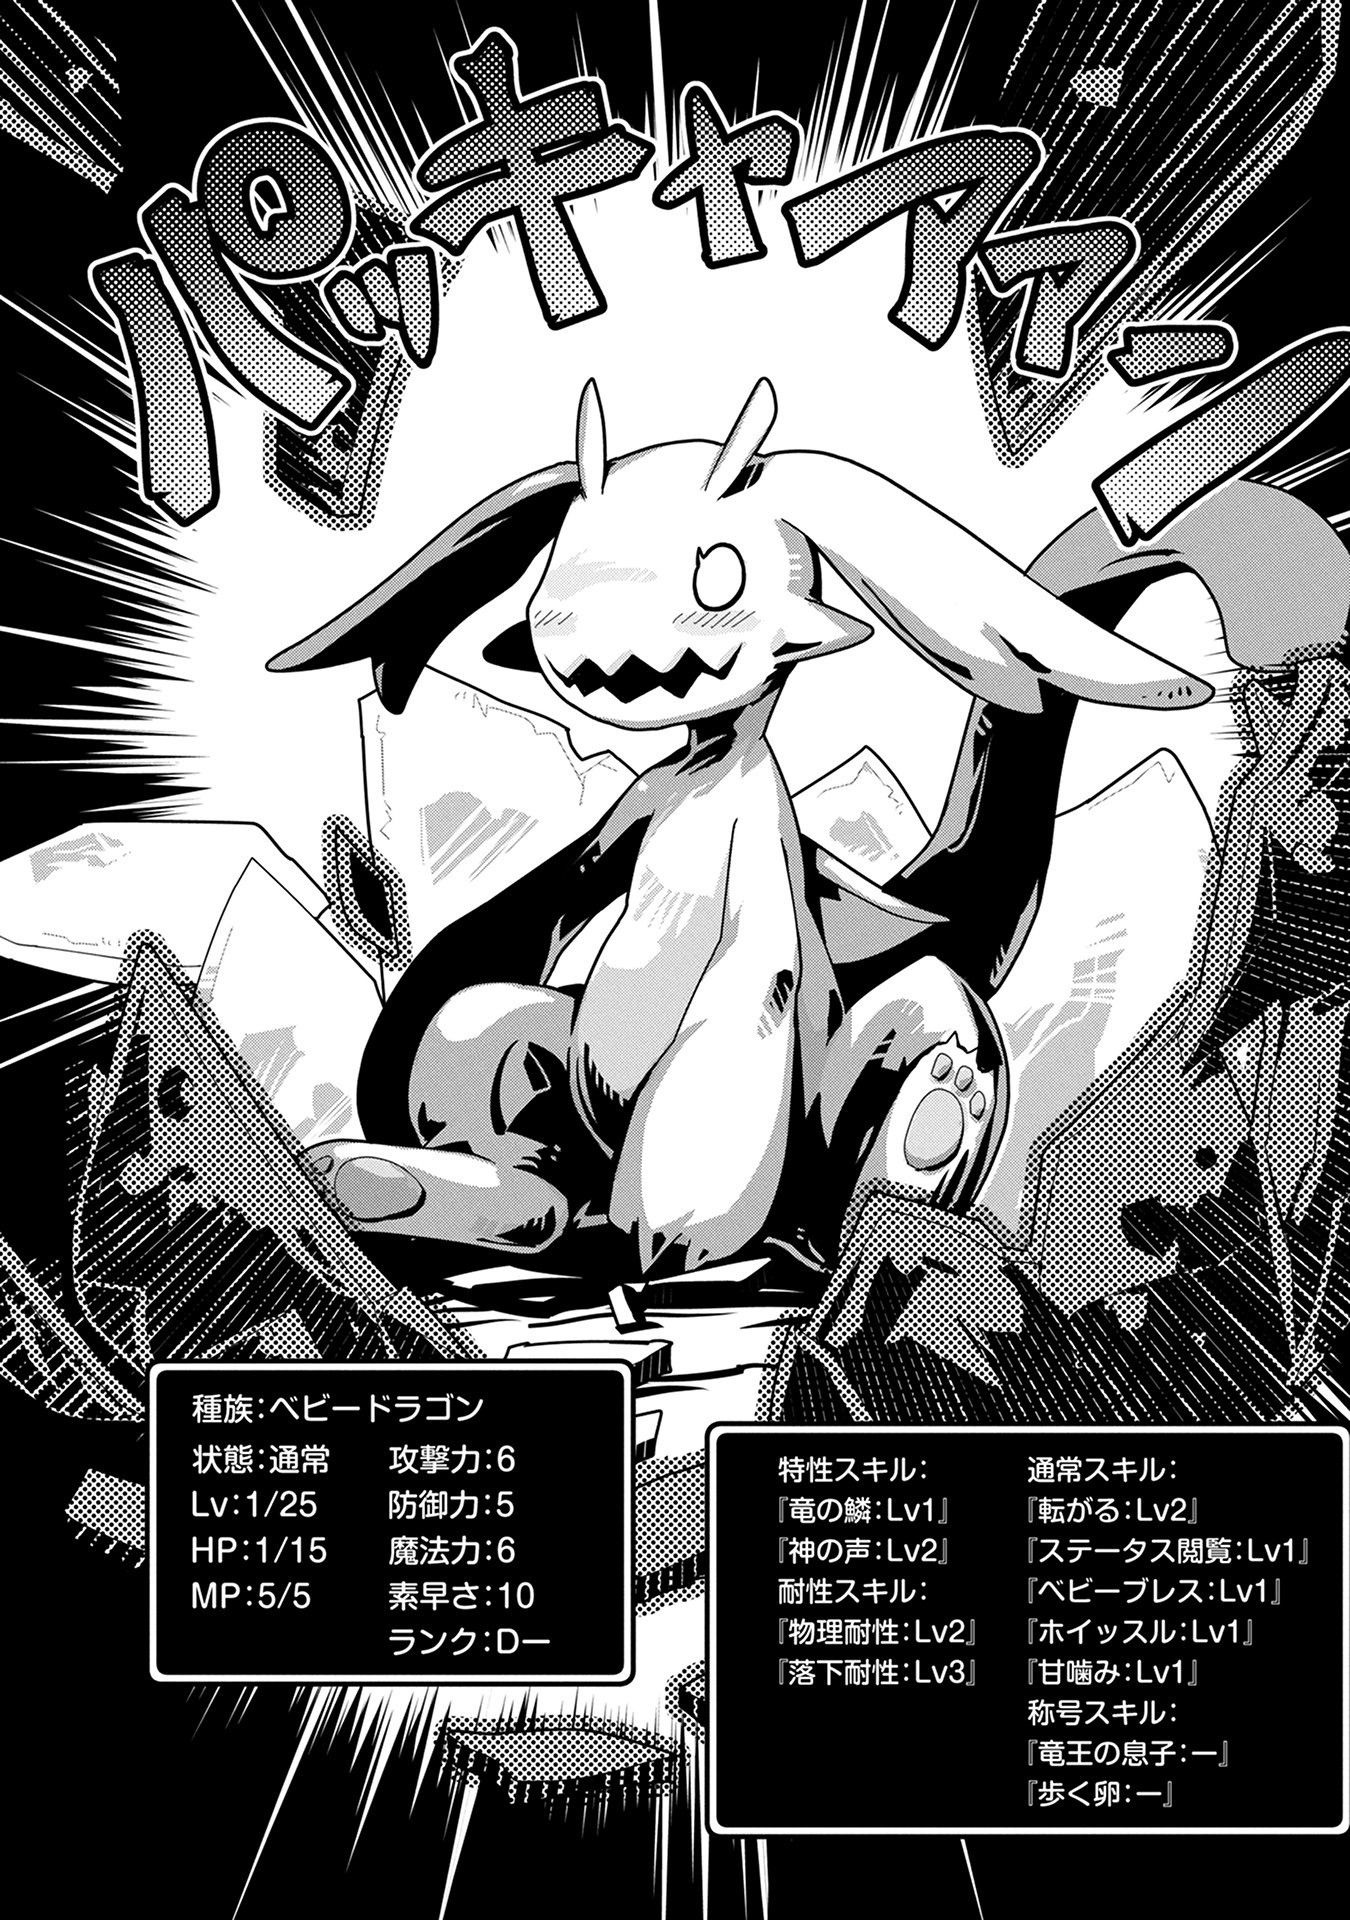 パッキャアアァン！
種族：ベビードラゴン
状態：通常
Lv：1/25
HP：1/15
MP：5/5
攻撃力：6
防御力：5
魔法力：6
素早さ：10
ランク：D－
特性スキル：
『竜の鱗：Lv1』
『神の声：Lv2』
耐性スキル：
『物理耐性：Lv2』
『落下耐性：Lv3』
通常スキル：
『転がる：Lv2』
『ステータス閲覧：Lv1』
『ベビーブレス：Lv1』
『ホイッスル：Lv1』
『甘噛み：Lv1』
称号スキル：
『竜王の息子：－』
『歩く卵：－』